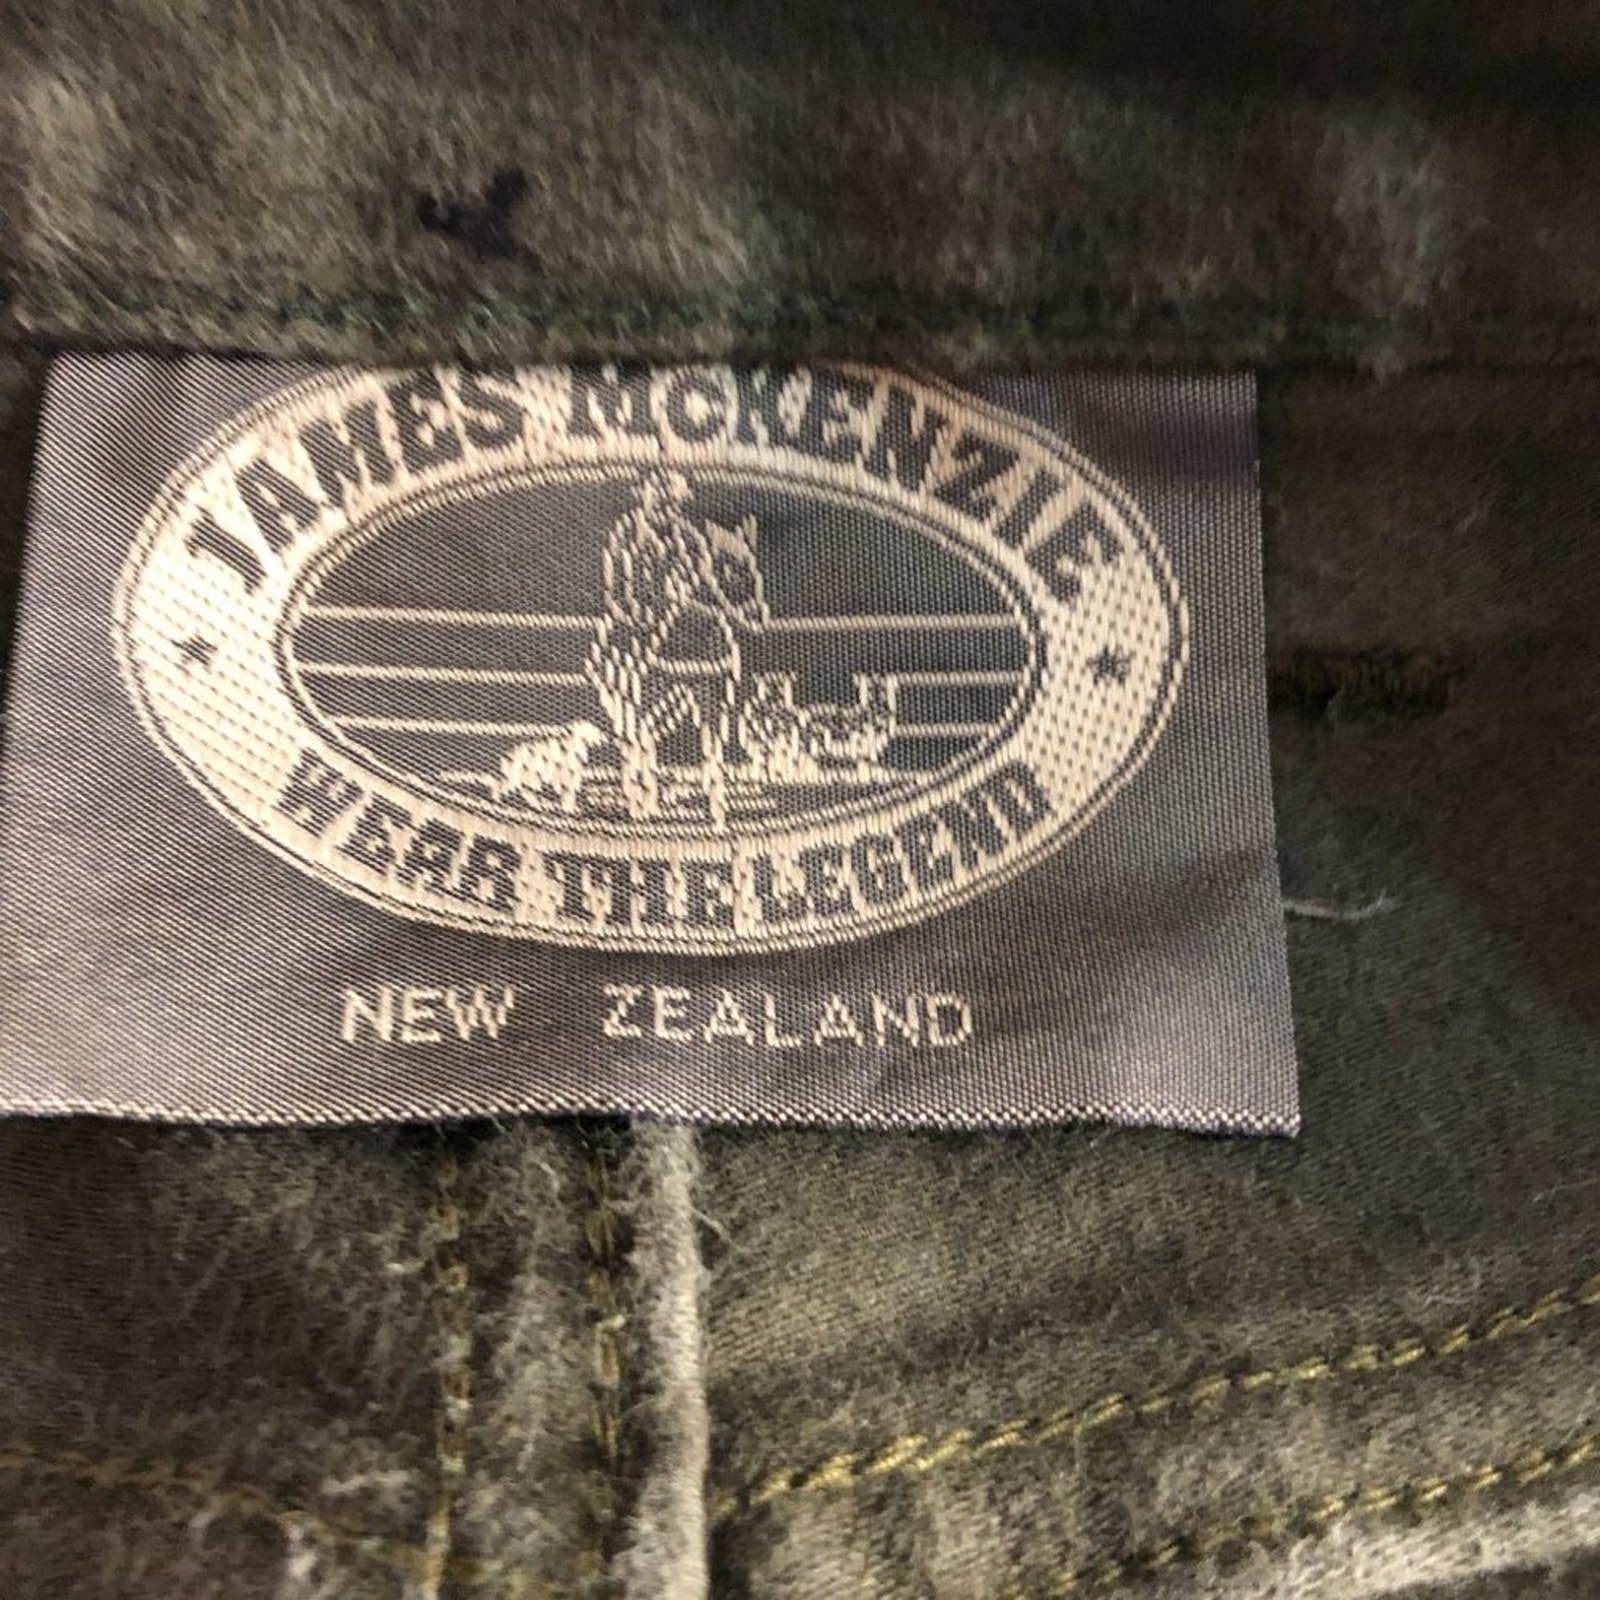 JAMES MCKENZIE
WEAR THE LEGEND
NEW ZEALAND